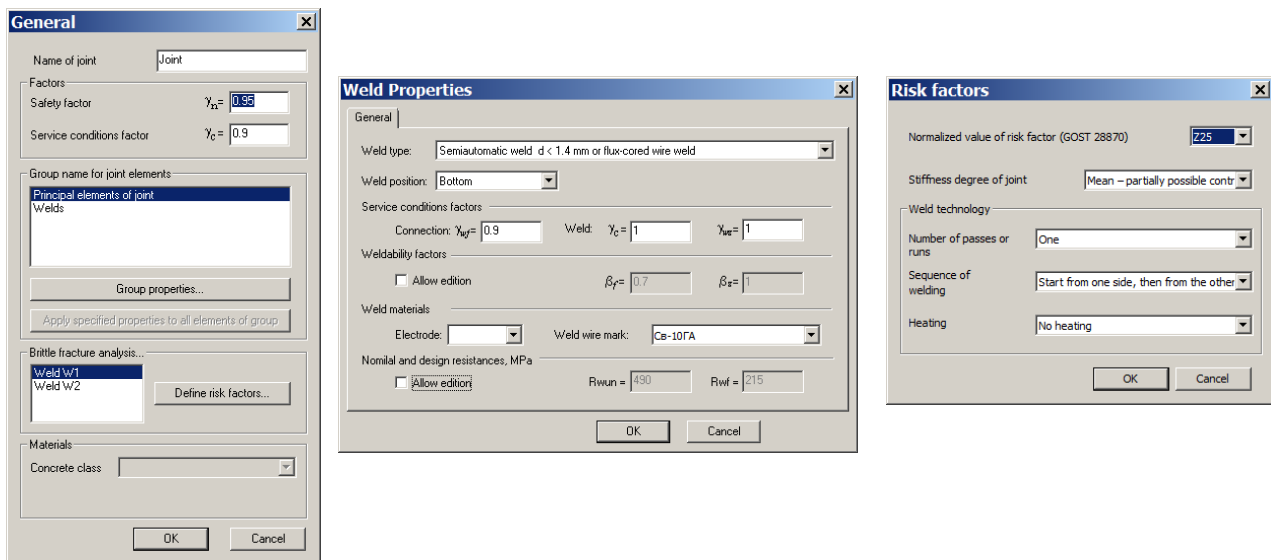 General
Name of joint Joint
Factors
Safety factor γn= 0.95
Service conditions factor γc= 0.9
Group name for joint elements
Principal elements of joint
Welds
Group properties...
Apply specified properties to all elements of group
Brittle fracture analysis...
Weld W1
Weld W2
Define risk factors...
Materials
Concrete class
OK Cancel
Weld Properties
General
Weld type: Semiautomatic weld d < 1.4 mm or flux-cored wire weld
Weld position: Bottom
Service conditions factors
Connection: γwf= 0.9 Weld: γc= 1 γwz= 1
Weldability factors
Allow edition βf= 0.7 βz= 1
Weld materials
Electrode: Weld wire mark: Св-10ГА
Nomilal and design resistances, MPa
Allow edition Rwun = 490 Rwf = 215
OK Cancel
Risk factors
Normalized value of risk factor (GOST 28870) Z25
Stiffness degree of joint Mean – partially possible contr
Weld technology
Number of passes or
runs One
Sequence of
welding Start from one side, then from the other
Heating No heating
OK Cancel